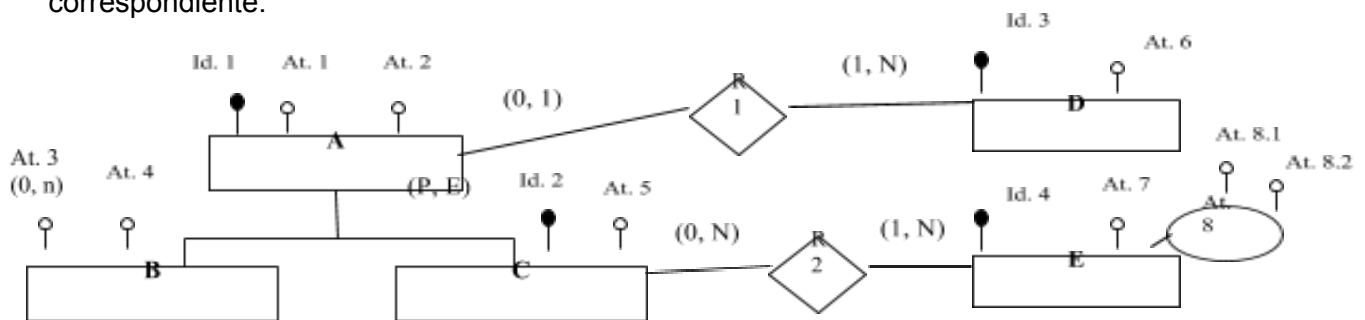 correspondiente.
Id. 3
At. 6
Id. 1
At. 1
At. 2
(1, N)
(0, 1)
R
1
D
A
At. 8.1
At. 8.2
At. 3
(0, n)
At. 4
(P, E)
Id. 2
At. 5
Id. 4
At. 7
At.
8
(0, N)
(1, N)
R
2
B
C
E